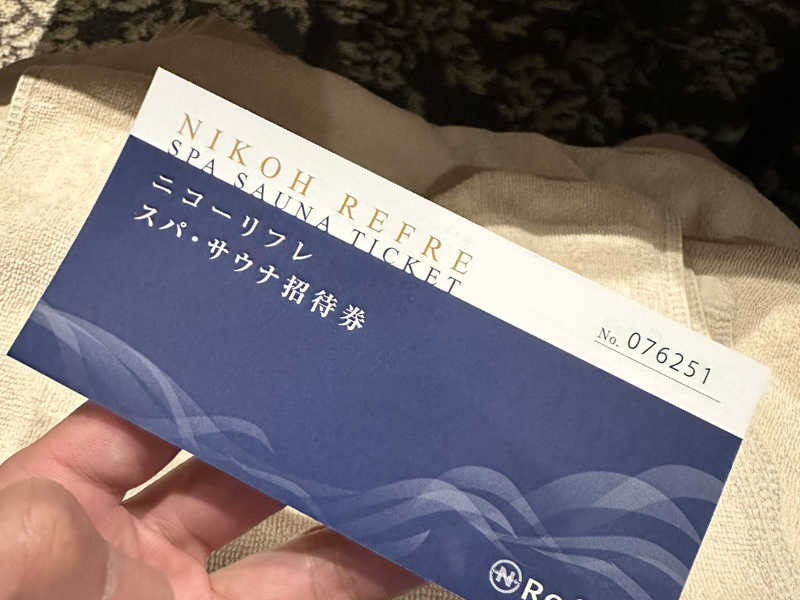 NIKOH REFRE
SPA SAUNA TICKET
ニコーリフレ
スパ・サウナ招待券
No. 076251
N